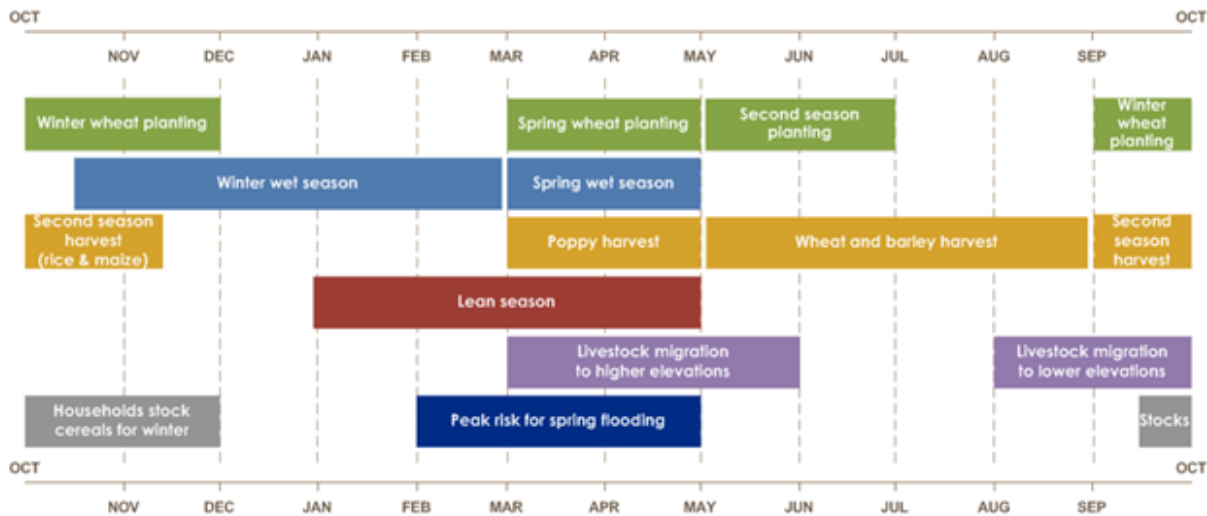 OCT OCT
NOV DEC JAN FEB MAR APR MAY JUN JUL AUG SEP
Winter wheat planting
Spring wheat planting
Second season
planting
Winter
wheat
planting
Winter wet season
Spring wet season
Second season
harvest
(rice & maize)
Poppy harvest
Wheat and barley harvest
Second
season
harvest
Lean season
Livestock migration
to higher elevations
Livestock migration
to lower elevations
Households stock
cereals for winter
Peak risk for spring flooding
Stocks
OCT OCT
NOV DEC JAN FEB MAR APR MAY JUN JUL AUG SEP